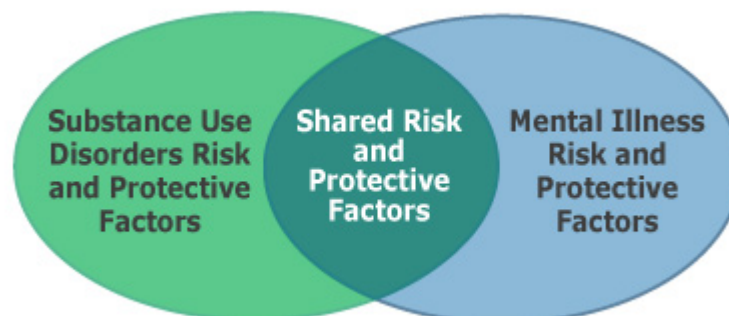 Substance Use
Disorders Risk
and Protective
Factors
Shared Risk
and
Protective
Factors
Mental Illness
Risk and
Protective
Factors